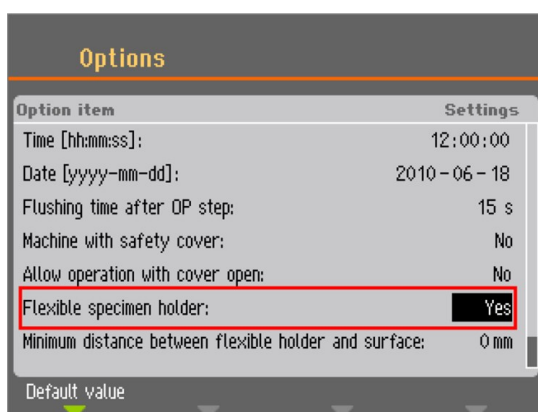 Options
Option item Settings
Time [hh:mm:ss]: 12:00:00
Date [yyyy-mm-dd]: 2010-06-18
Flushing time after OP step: 15 s
Machine with safety cover: No
Allow operation with cover open: No
Flexible specimen holder: Yes
Minimum distance between flexible holder and surface: 0 mm
Default value